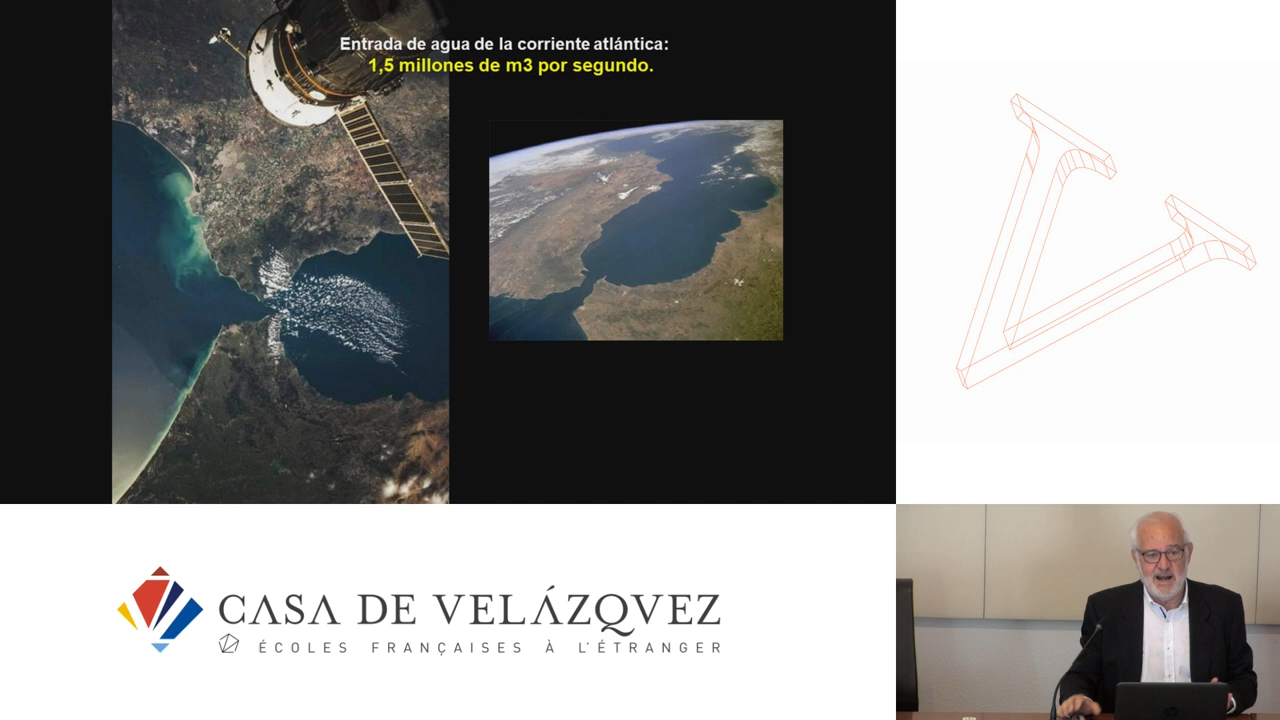 Entrada de agua de la corriente atlántica:
1,5 millones de m3 por segundo.
CASA DE VELÁZQVEZ
ÉCOLES FRANÇAISES À L'ÉTRANGER